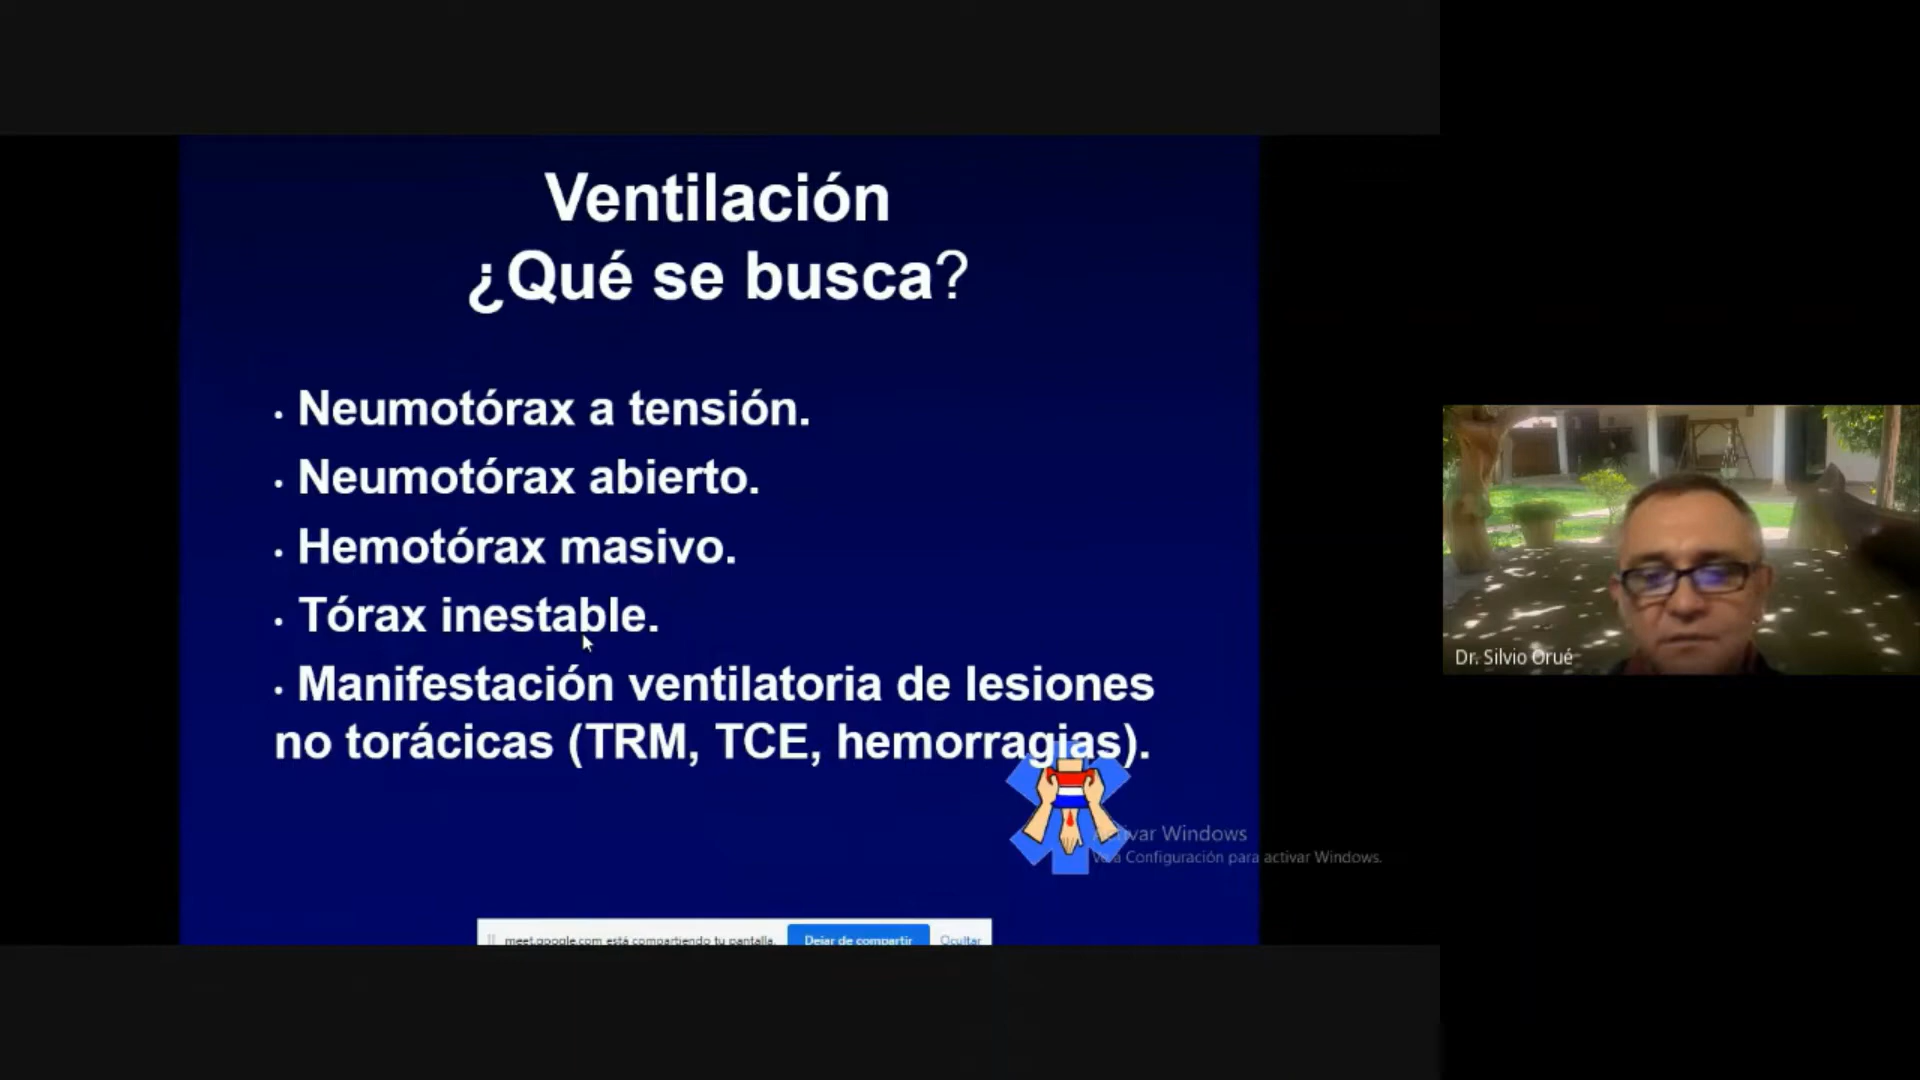 Ventilación
¿Qué se busca?
• Neumotórax a tensión.
• Neumotórax abierto.
• Hemotórax masivo.
• Tórax inestable.
• Manifestación ventilatoria de lesiones
no torácicas (TRM, TCE, hemorragias).
Activar Windows
Ve a Configuración para activar Windows.
meet.google.com está compartiendo tu pantalla.
Dejar de compartir
Ocultar
Dr. Silvio Orué